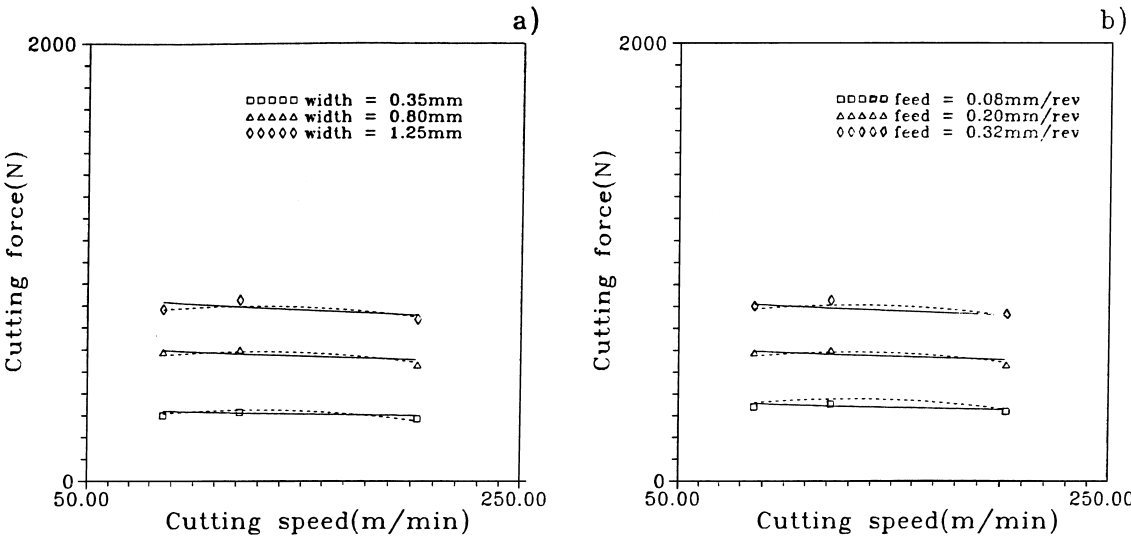 a)
2000
width = 0.35mm
width = 0.80mm
width = 1.25mm
Cutting force(N)
0
50.00
250.00
Cutting speed(m/min)
b)
2000
feed = 0.08mm/rev
feed = 0.20mm/rev
feed = 0.32mm/rev
Cutting force(N)
0
50.00
250.00
Cutting speed(m/min)